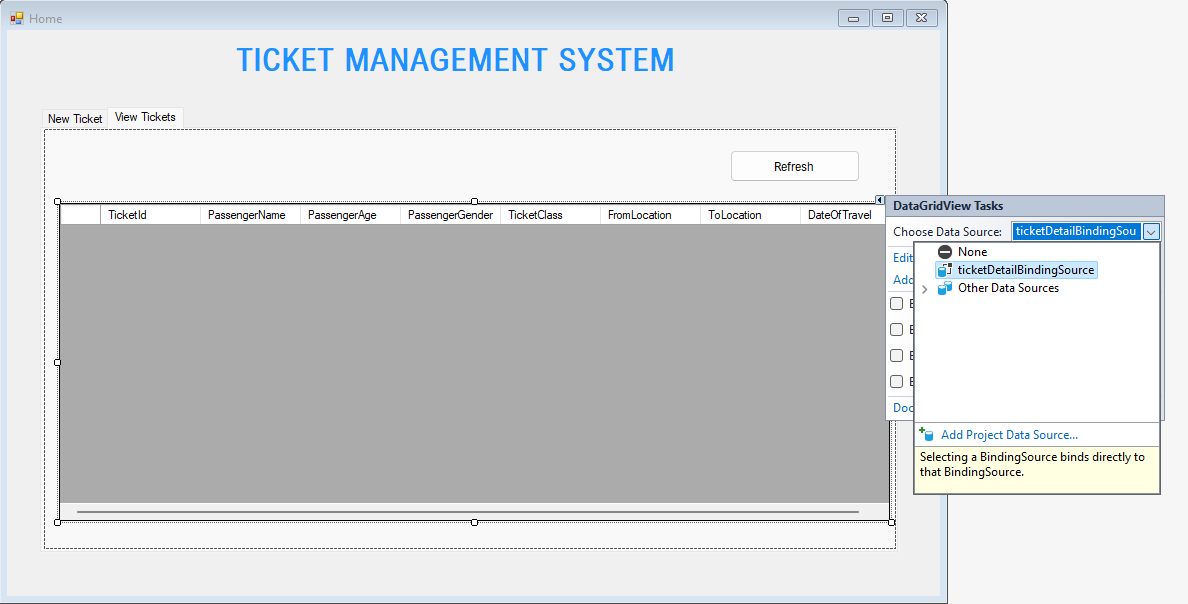 Home
TICKET MANAGEMENT SYSTEM
New Ticket
View Tickets
Refresh
TicketId PassengerName PassengerAge PassengerGender TicketClass FromLocation ToLocation DateOfTravel
DataGridView Tasks
Choose Data Source: ticketDetailBindingSou
None
ticketDetailBindingSource
Other Data Sources
Edit
Add
Doc
Add Project Data Source...
Selecting a BindingSource binds directly to
that BindingSource.